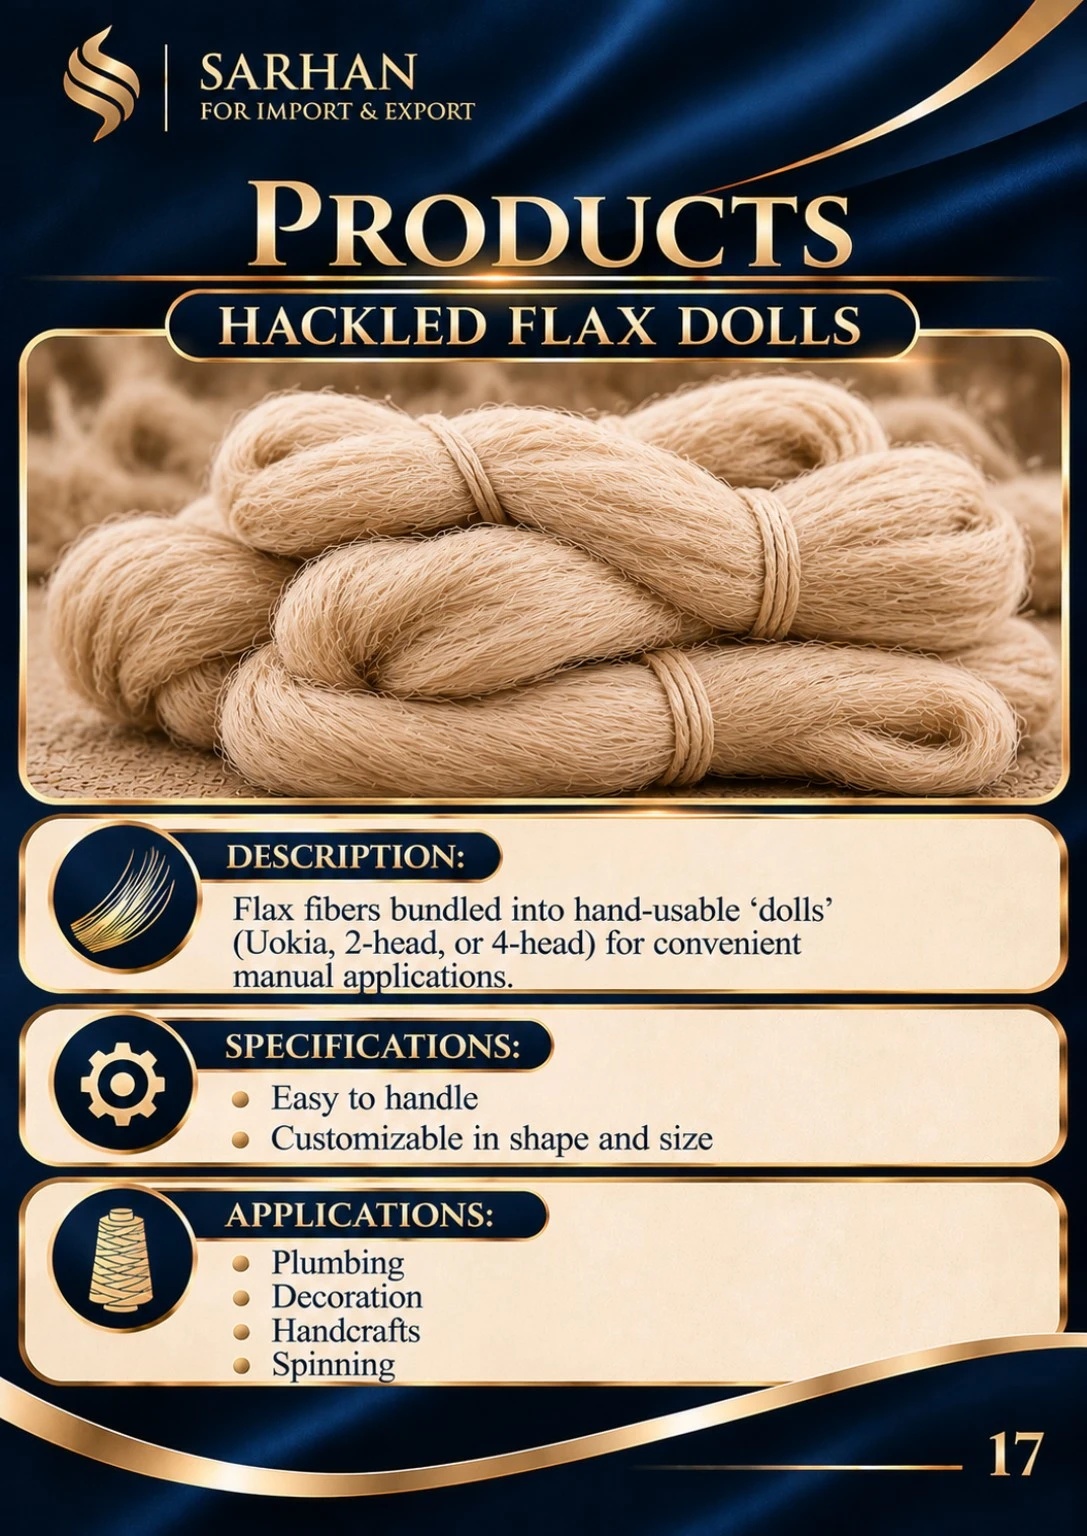 SARHAN
FOR IMPORT & EXPORT
PRODUCTS
HACKLED FLAX DOLLS
DESCRIPTION:
Flax fibers bundled into hand-usable ‘dolls’
(Uokia, 2-head, or 4-head) for convenient
manual applications.
SPECIFICATIONS:
Easy to handle
Customizable in shape and size
APPLICATIONS:
Plumbing
Decoration
Handcrafts
Spinning
17